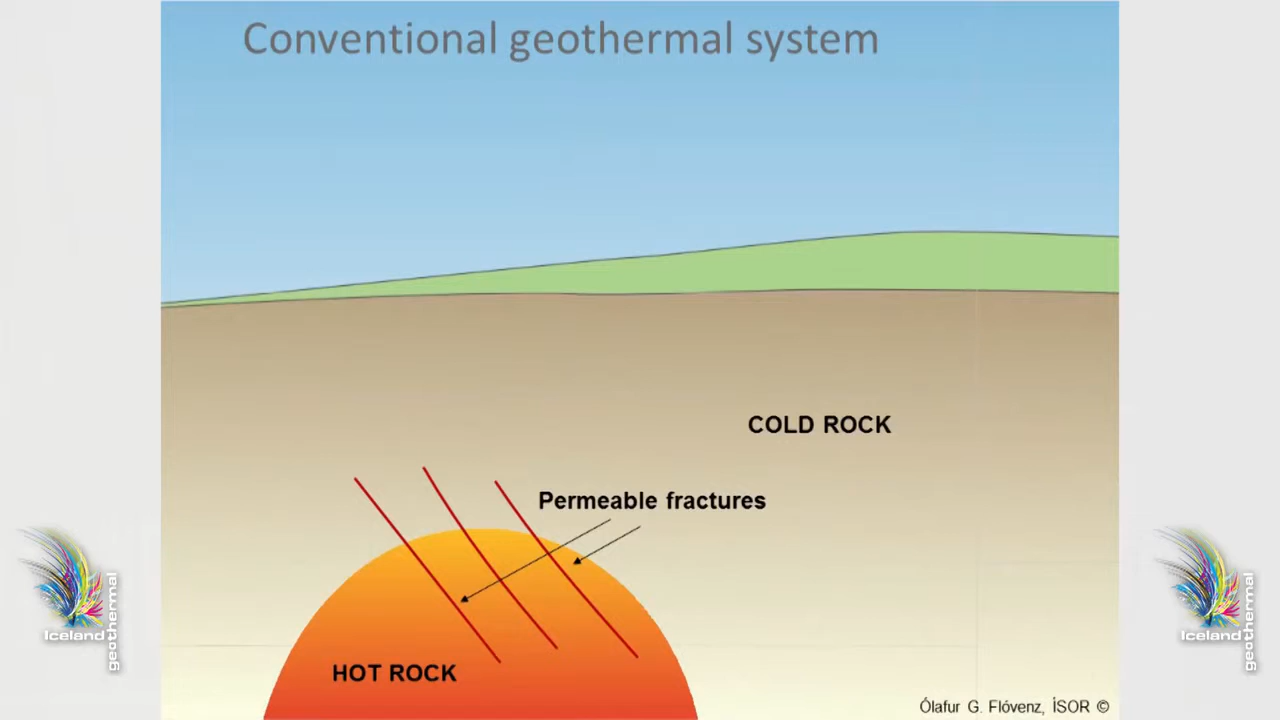 Conventional geothermal system
COLD ROCK
Permeable fractures
HOT ROCK
Iceland
geothermal
Iceland
geothermal
Ólafur G. Flóvenz, ÍSOR ©